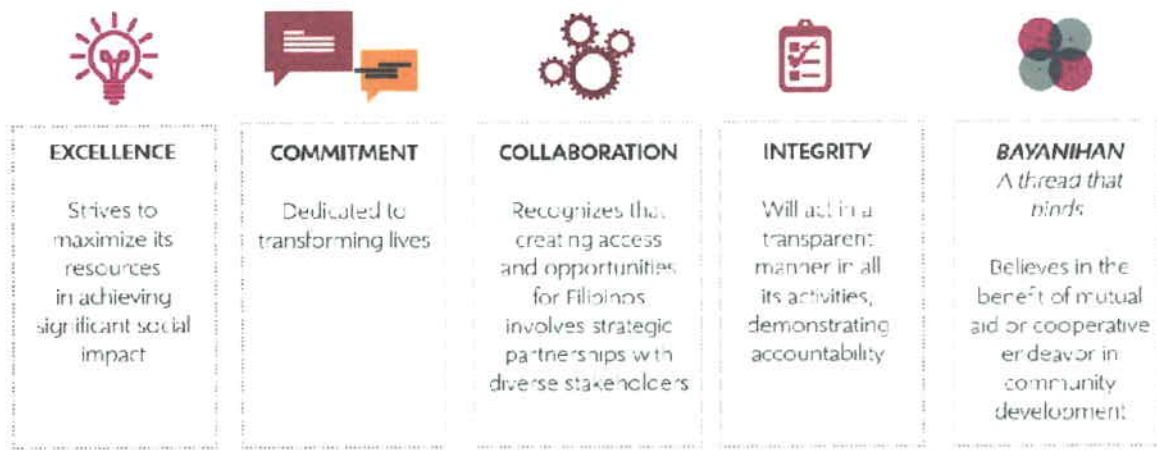 EXCELLENCE
Strives to
maximize its
resources
in achieving
significant social
impact
COMMITMENT
Dedicated to
transforming lives
COLLABORATION
Recognizes that
creating access
and opportunities
for Filipinos
involves strategic
partnerships with
diverse stakeholders
INTEGRITY
Will act in a
transparent
manner in all
its activities,
demonstrating
accountability
BAYANIHAN
A thread that
binds
Believes in the
benefit of mutual
aid or cooperative
endeavor in
community
development